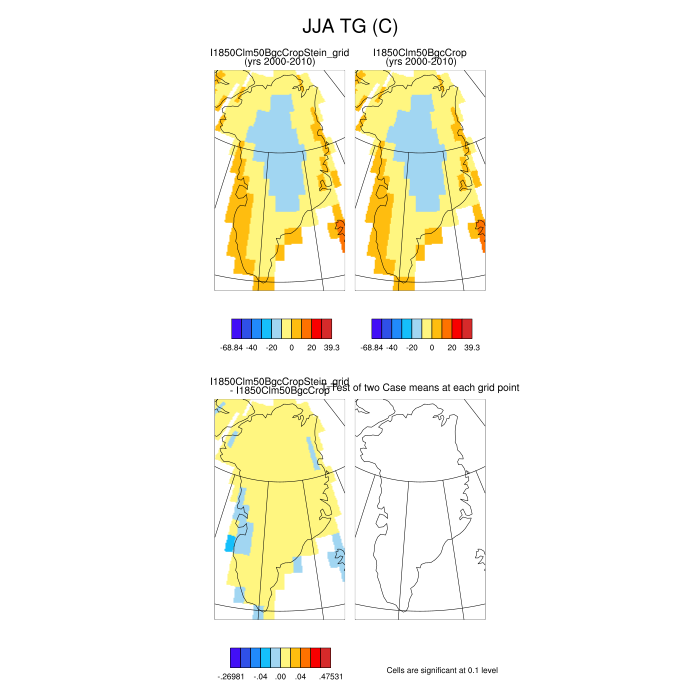 JJA TG (C)
I1850Clm50BgcCropStein_grid
(yrs 2000-2010)
I1850Clm50BgcCrop
(yrs 2000-2010)
-68.84 -40 -20 0 20 39.3
-68.84 -40 -20 0 20 39.3
I1850Clm50BgcCropStein_grid
- I1850Clm50BgcCrop
T-Test of two Case means at each grid point
-.26981 -.04 .00 .04 .47531
Cells are significant at 0.1 level